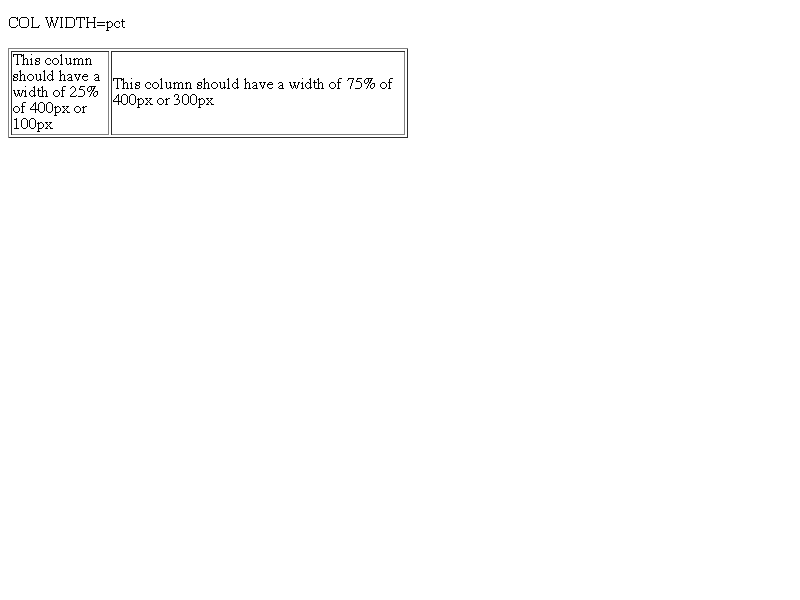 COL WIDTH=pct
This column
should have a
width of 25%
of 400px or
100px
This column should have a width of 75% of
400px or 300px